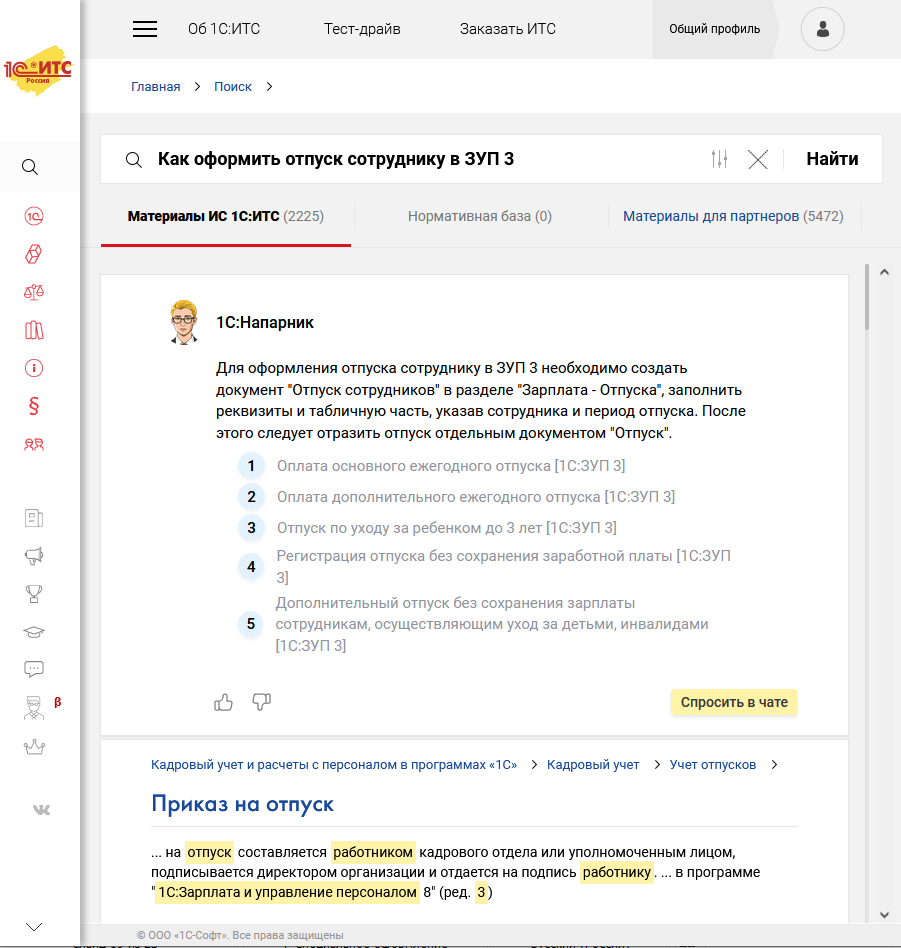 Об 1С:ИТС
Тест-драйв
Заказать ИТС
Общий профиль
1С ИТС
Россия
Главная > Поиск >
Как оформить отпуск сотруднику в ЗУП 3
Найти
Материалы ИС 1С:ИТС (2225)
Нормативная база (0)
Материалы для партнеров (5472)
1С:Напарник
Для оформления отпуска сотруднику в ЗУП 3 необходимо создать
документ "Отпуск сотрудников" в разделе "Зарплата - Отпуска", заполнить
реквизиты и табличную часть, указав сотрудника и период отпуска. После
этого следует отразить отпуск отдельным документом "Отпуск".
1 Оплата основного ежегодного отпуска [1С:ЗУП 3]
2 Оплата дополнительного ежегодного отпуска [1С:ЗУП 3]
3 Отпуск по уходу за ребенком до 3 лет [1С:ЗУП 3]
4 Регистрация отпуска без сохранения заработной платы [1С:ЗУП
3]
5 Дополнительный отпуск без сохранения зарплаты
сотрудникам, осуществляющим уход за детьми, инвалидами
[1С:ЗУП 3]
Спросить в чате
β
Кадровый учет и расчеты с персоналом в программах «1С» > Кадровый учет > Учет отпусков >
Приказ на отпуск
... на отпуск составляется работником кадрового отдела или уполномоченным лицом,
подписывается директором организации и отдается на подпись работнику. ... в программе
"1С:Зарплата и управление персоналом 8" (ред. 3)
© ООО «1С-Софт». Все права защищены